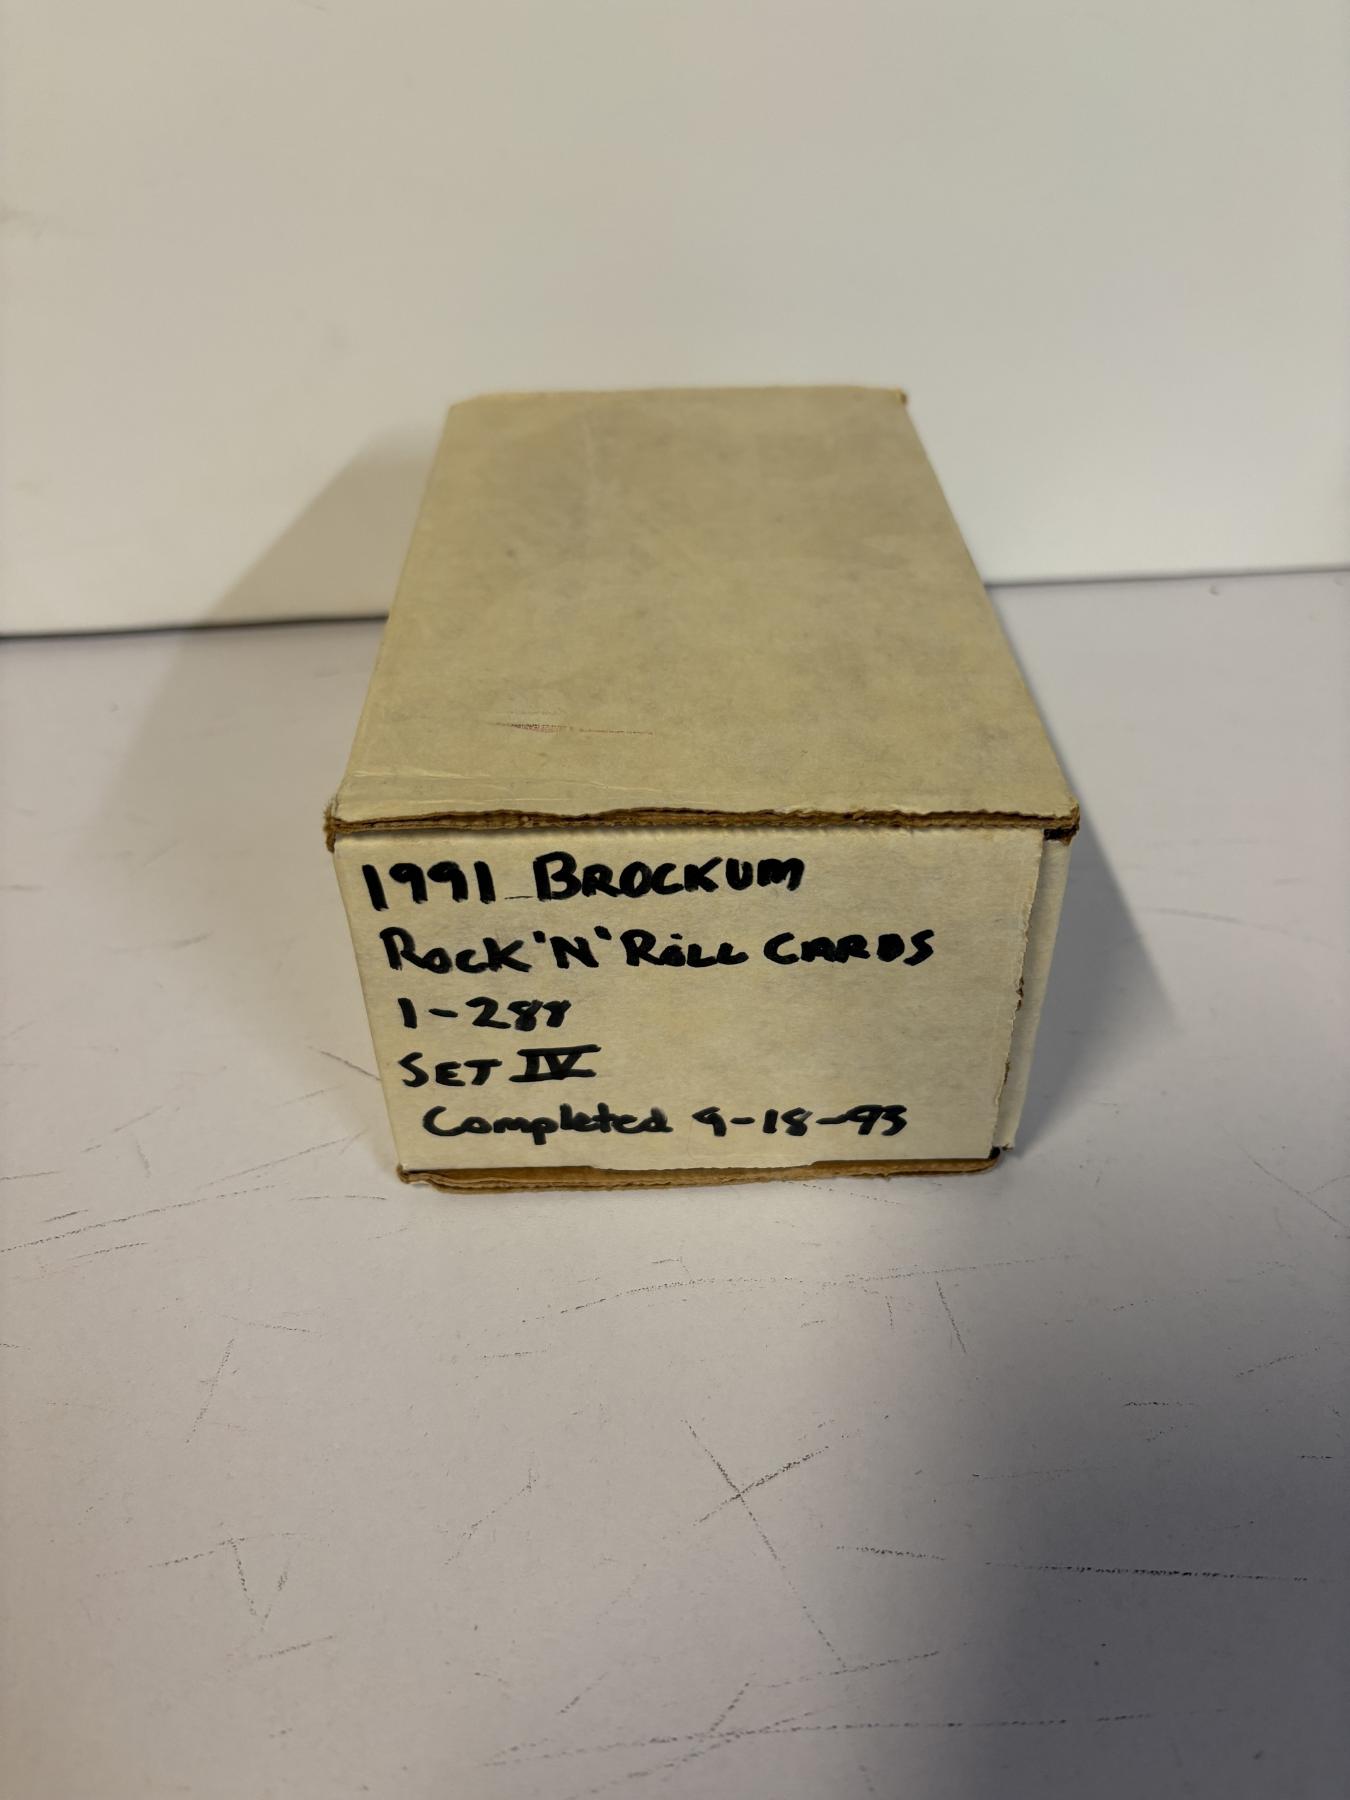 1991 BROCKUM
ROCK 'N' ROLL CARDS
1-288
SET IV
Completed 9-18-93